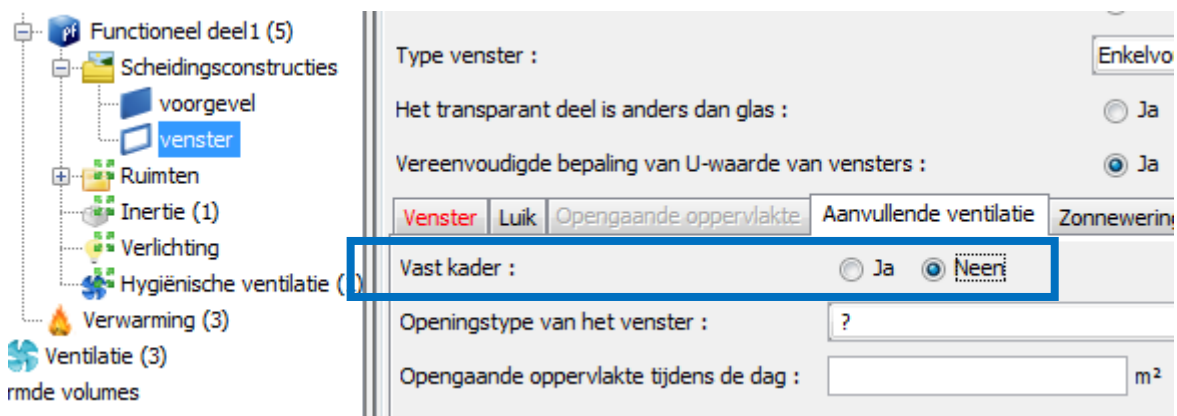 Functioneel deel1 (5)
Scheidingsconstructies
voorgevel
venster
Ruimten
Inertie (1)
Verlichting
Hygiënische ventilatie (
Verwarming (3)
Ventilatie (3)
rmde volumes
Type venster :
Enkelvo
Het transparant deel is anders dan glas :
Ja
Vereenvoudigde bepaling van U-waarde van vensters :
Ja
Venster Luik Opengaande oppervlakte Aanvullende ventilatie Zonnewering
Vast kader :
Ja Neen
Openingstype van het venster :
?
Opengaande oppervlakte tijdens de dag :
m²